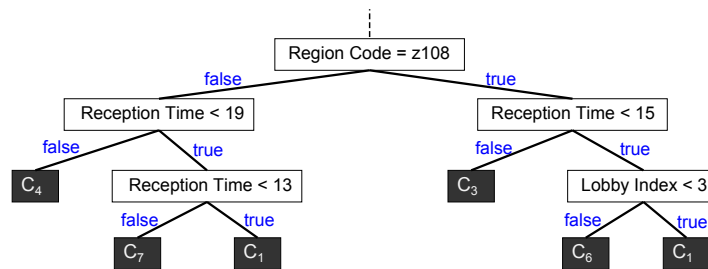 Region Code = z108
false true
Reception Time < 19 Reception Time < 15
false true false true
C₄ Reception Time < 13 C₃ Lobby Index < 3
false true false true
C₇ C₁ C₆ C₁